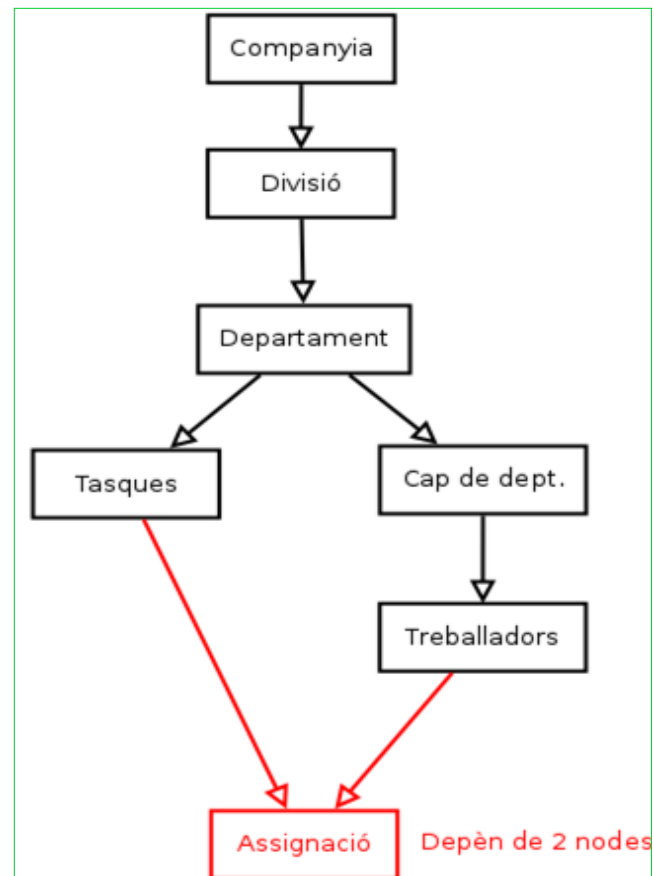 Companyia
Divisió
Departament
Tasques
Cap de dept.
Treballadors
Assignació
Depèn de 2 nodes